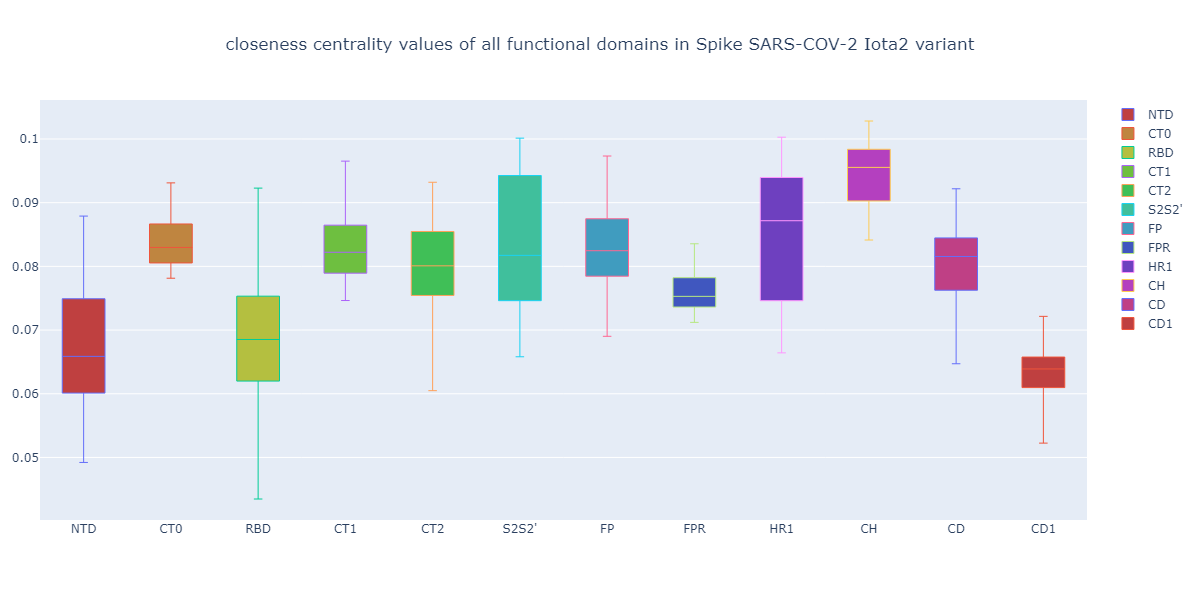 closeness centrality values of all functional domains in Spike SARS-COV-2 Iota2 variant
0.1
0.09
0.08
0.07
0.06
0.05
NTD CT0 RBD CT1 CT2 S2S2' FP FPR HR1 CH CD CD1
NTD
CT0
RBD
CT1
CT2
S2S2'
FP
FPR
HR1
CH
CD
CD1